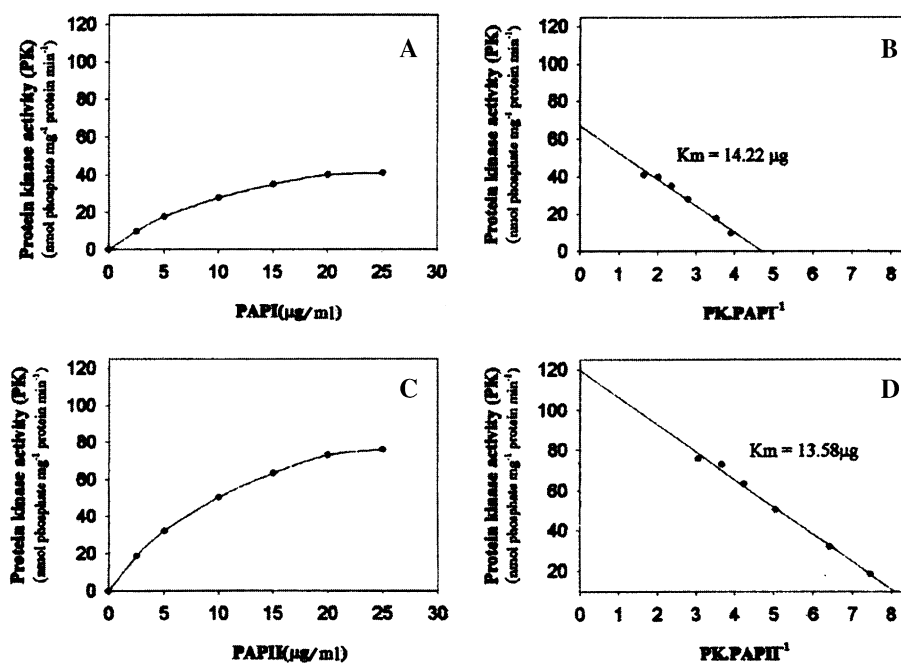 A
Protein kinase activity (PK)
(nmol phosphate mg⁻¹ protein min⁻¹)
120
100
80
60
40
20
0
0 5 10 15 20 25 30
PAPI(µg/ml)
B
Protein kinase activity (PK)
(nmol phosphate mg⁻¹ protein min⁻¹)
120
100
80
60
40
20
0
Km = 14.22 µg
0 1 2 3 4 5 6 7 8
PK.PAPI⁻¹
C
Protein kinase activity (PK)
(nmol phosphate mg⁻¹ protein min⁻¹)
120
100
80
60
40
20
0
0 5 10 15 20 25 30
PAPII(µg/ml)
D
Protein kinase activity (PK)
(nmol phosphate mg⁻¹ protein min⁻¹)
120
100
80
60
40
20
Km = 13.58µg
0 1 2 3 4 5 6 7 8
PK.PAPII⁻¹